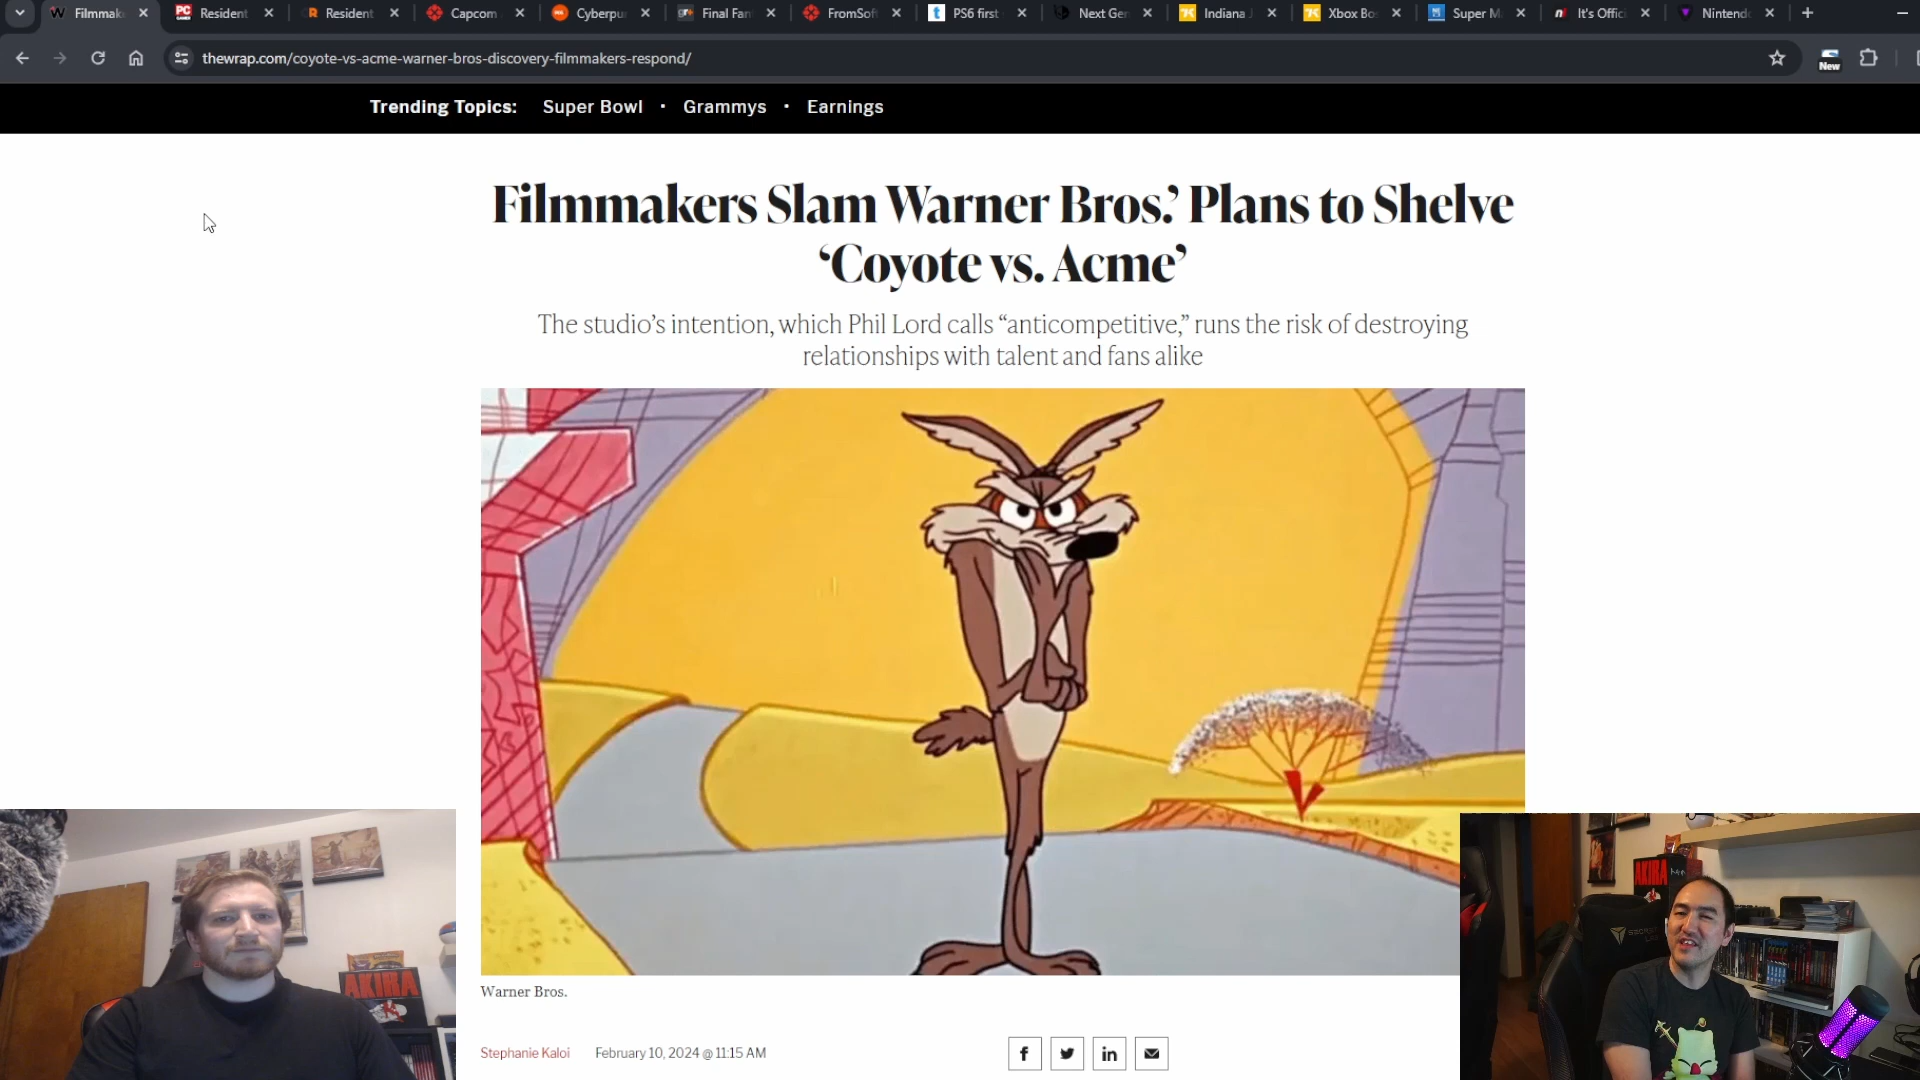 Filmmak
Resident
Resident
Capcom
Cyberpu
Final Fan
FromSof
PS6 first
Next Ge
Indiana J
Xbox Bo
Super M
It's Offic
Nintend
thewrap.com/coyote-vs-acme-warner-bros-discovery-filmmakers-respond/
New
Trending Topics: Super Bowl • Grammys • Earnings
Filmmakers Slam Warner Bros.’ Plans to Shelve
‘Coyote vs. Acme’
The studio’s intention, which Phil Lord calls “anticompetitive,” runs the risk of destroying
relationships with talent and fans alike
AKIRA
AKIRA
Warner Bros.
Stephanie Kaloi February 10, 2024 @ 11:15 AM